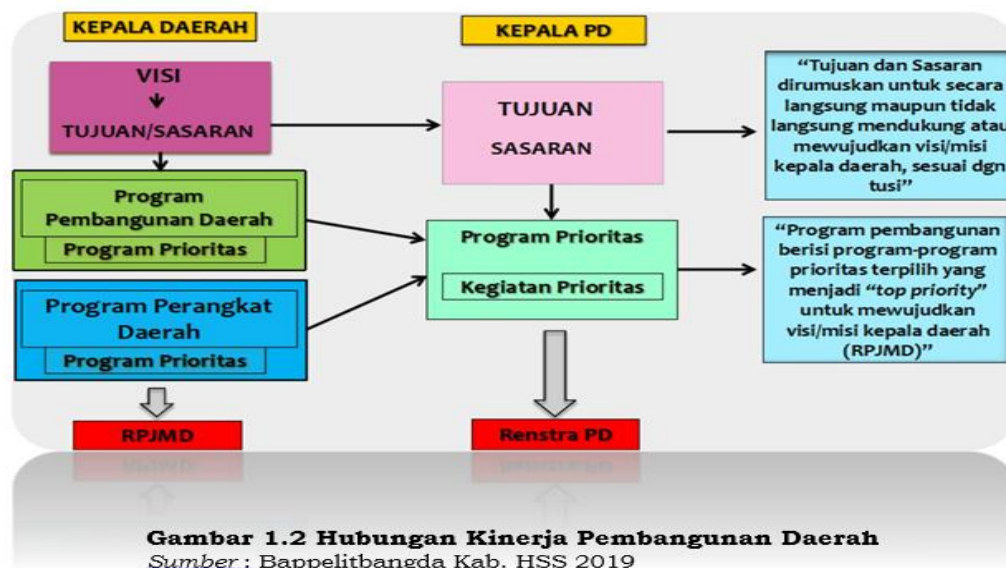 KEPALA DAERAH
VISI
TUJUAN/SASARAN
Program
Pembangunan Daerah
Program Prioritas
Program Perangkat
Daerah
Program Prioritas
RPJMD
KEPALA PD
TUJUAN
SASARAN
Program Prioritas
Kegiatan Prioritas
Renstra PD
“Tujuan dan Sasaran
dirumuskan untuk secara
langsung maupun tidak
langsung mendukung atau
mewujudkan visi/misi
kepala daerah, sesuai dgn
tusi”
“Program pembangunan
berisi program-program
prioritas terpilih yang
menjadi “top priority”
untuk mewujudkan
visi/misi kepala daerah
(RPJMD)”
Gambar 1.2 Hubungan Kinerja Pembangunan Daerah
Sumber : Bappelitbangda Kab. HSS 2019